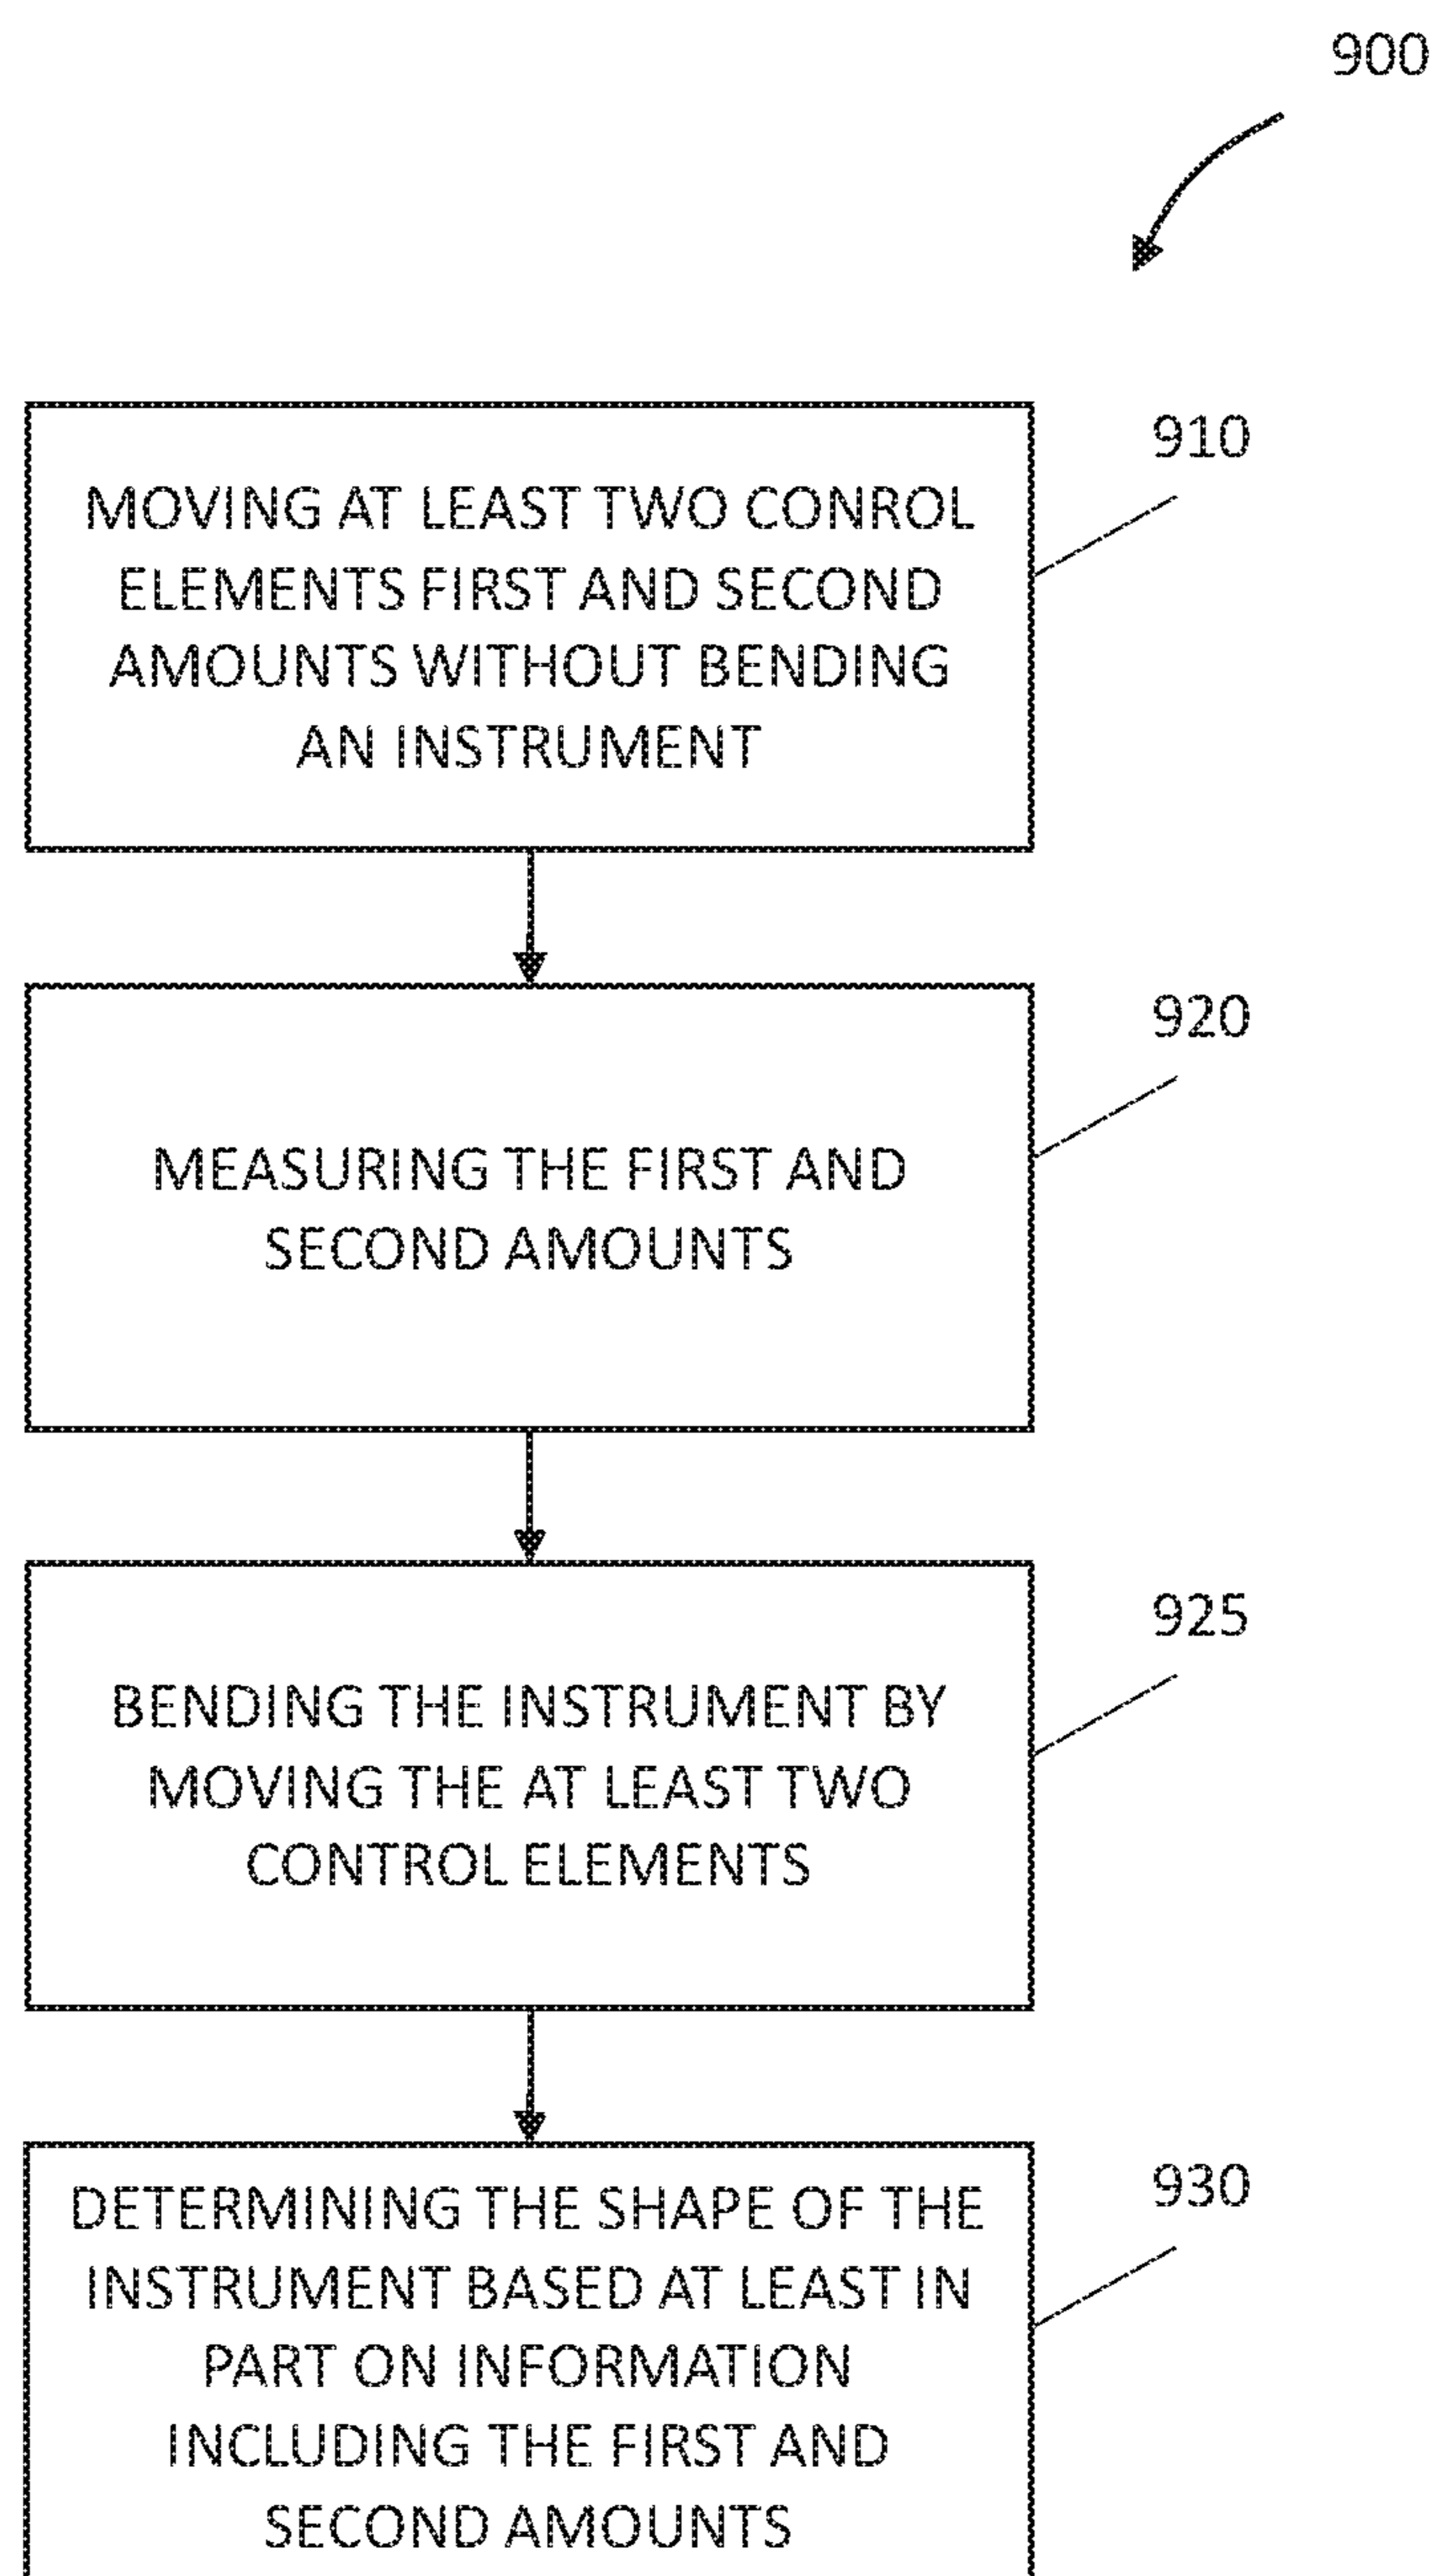 900
910
MOVING AT LEAST TWO CONROL
ELEMENTS FIRST AND SECOND
AMOUNTS WITHOUT BENDING
AN INSTRUMENT
920
MEASURING THE FIRST AND
SECOND AMOUNTS
925
BENDING THE INSTRUMENT BY
MOVING THE AT LEAST TWO
CONTROL ELEMENTS
930
DETERMINING THE SHAPE OF THE
INSTRUMENT BASED AT LEAST IN
PART ON INFORMATION
INCLUDING THE FIRST AND
SECOND AMOUNTS